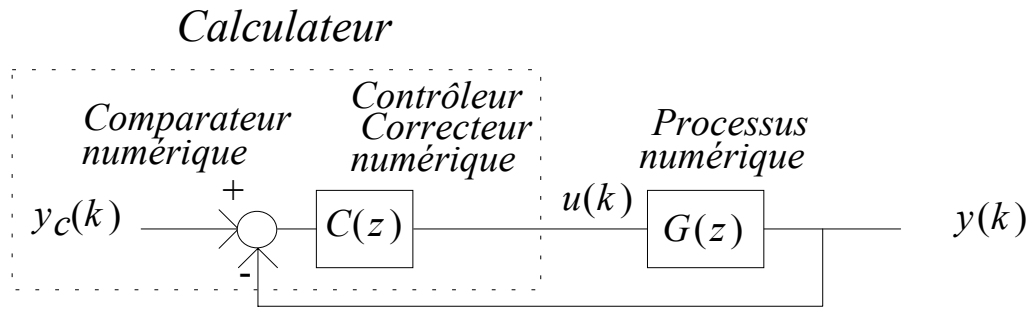 Calculateur
Comparateur
numérique
Contrôleur
Correcteur
numérique
Processus
numérique
+
y_c(k)
C(z)
u(k)
G(z)
y(k)
-